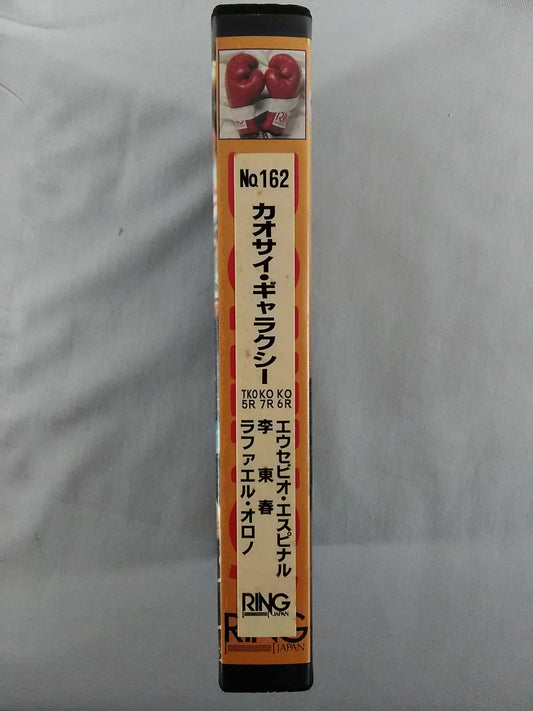 No.162
カオサイ・ギャラクシー
KO 6R エウセビオ・エスピナル
KO 7R 李東春
TKO 5R ラファエル・オロノ
RING JAPAN
RING JAPAN